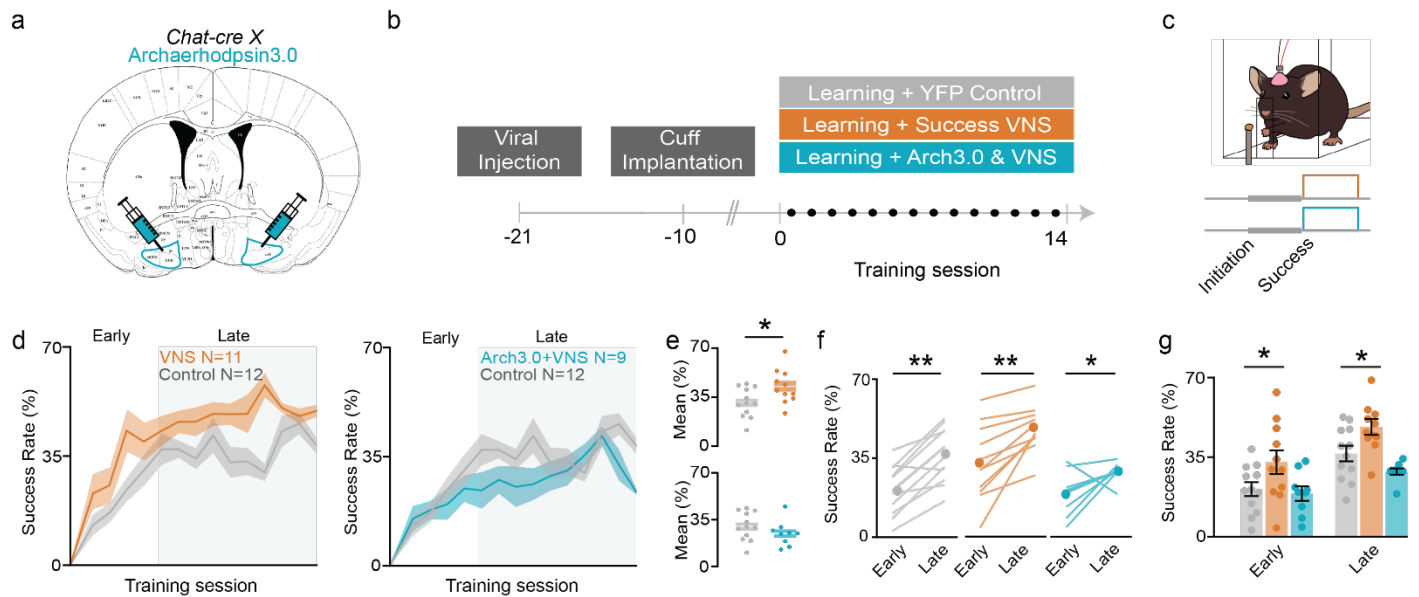 a
Chat-cre X
Archaerhodpsin3.0
b
Viral
Injection
Cuff
Implantation
Learning + YFP Control
Learning + Success VNS
Learning + Arch3.0 & VNS
-21
-10
0
14
Training session
c
Initiation
Success
d
Early
Late
70
VNS N=11
Control N=12
35
0
Success Rate (%)
Training session
Early
Late
70
Arch3.0+VNS N=9
Control N=12
35
0
Success Rate (%)
Training session
e
*
70
35
0
Mean (%)
70
35
0
Mean (%)
f
70
35
0
Success Rate (%)
**
**
*
Early
Late
Early
Late
Early
Late
g
70
35
0
Success Rate (%)
*
*
Early
Late